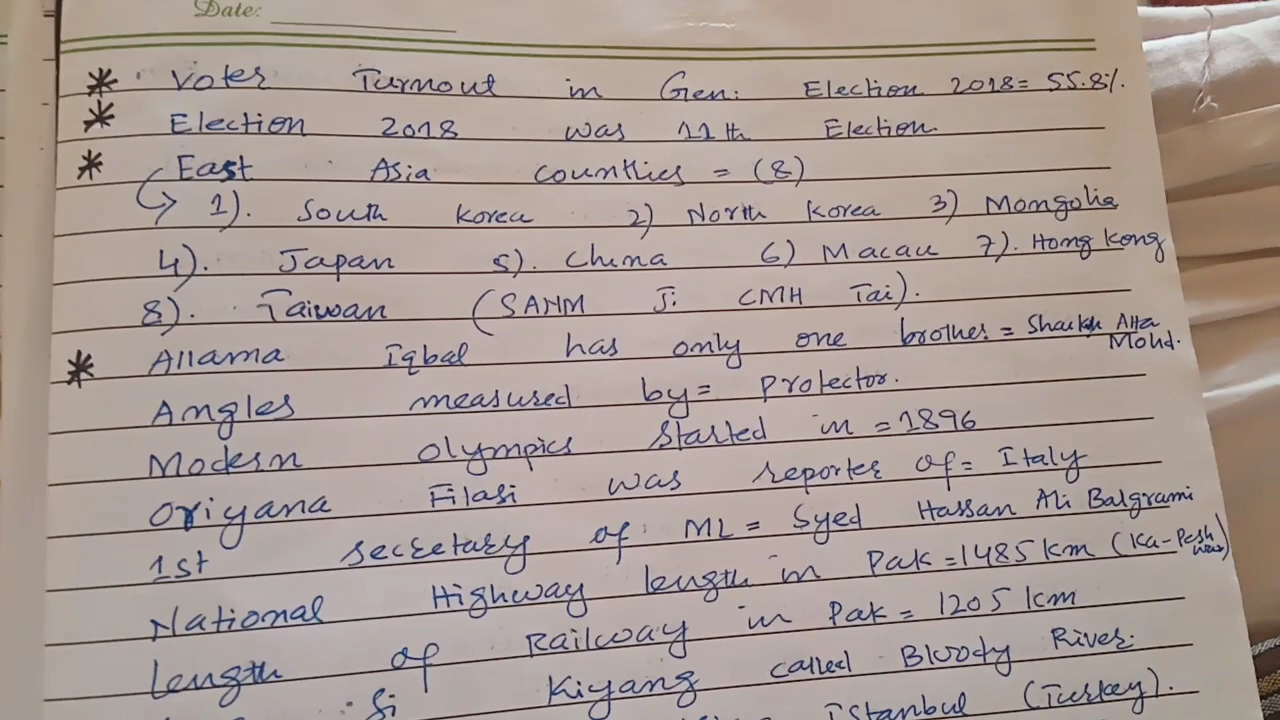 Date:
* Voter Turnout in Gen: Election 2018 = 55.8%.
* Election 2018 was 11th Election.
* East Asia countries = (8)
→ 1). South Korea 2) North Korea 3) Mongolia
4). Japan 5). China 6) Macau 7). Hong Kong
8). Taiwan (SANM Ji CMH Tai).
* Allama Iqbal has only one brother = Shaikh Atta Mohd.
Angles measured by = Protector.
Modern Olympics started in = 1896
Oriyana Filasi was reporter of = Italy
1st secretary of ML = Syed Hassan Ali Balgrami
National Highway length in Pak = 1485 km (Ka-Peshwar)
Length of Railway in Pak = 1205 km
Si Kiyang called Bloody River.
Istanbul (Turkey).